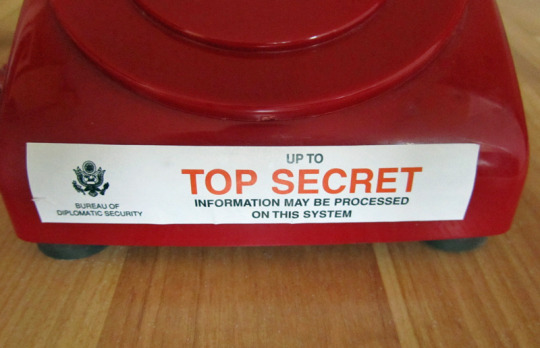 BUREAU OF
DIPLOMATIC SECURITY
UP TO
TOP SECRET
INFORMATION MAY BE PROCESSED
ON THIS SYSTEM